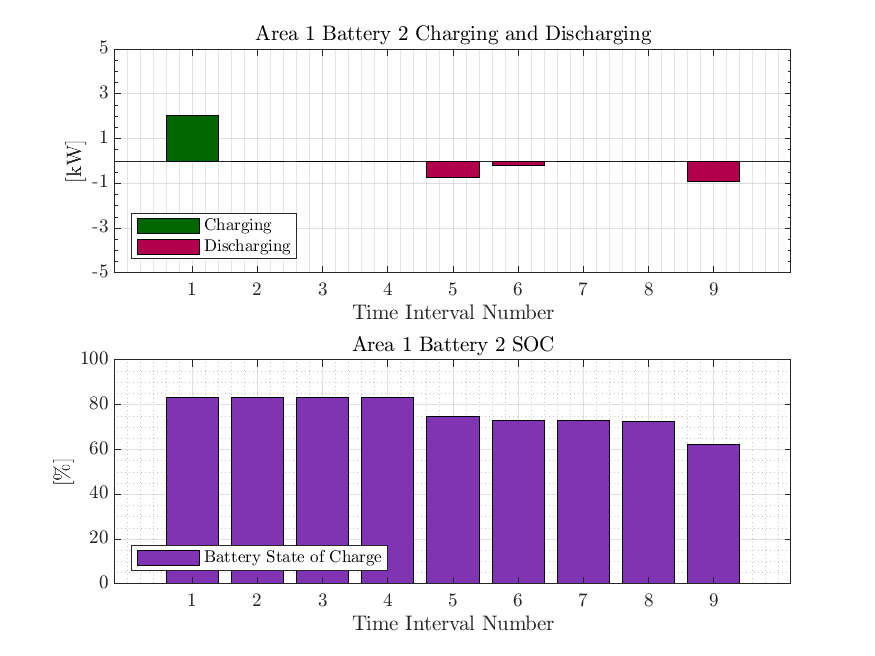 Area 1 Battery 2 Charging and Discharging
5
3
1
-1
-3
-5
[kW]
Charging
Discharging
1 2 3 4 5 6 7 8 9
Time Interval Number
Area 1 Battery 2 SOC
100
80
60
40
20
0
[%]
Battery State of Charge
1 2 3 4 5 6 7 8 9
Time Interval Number